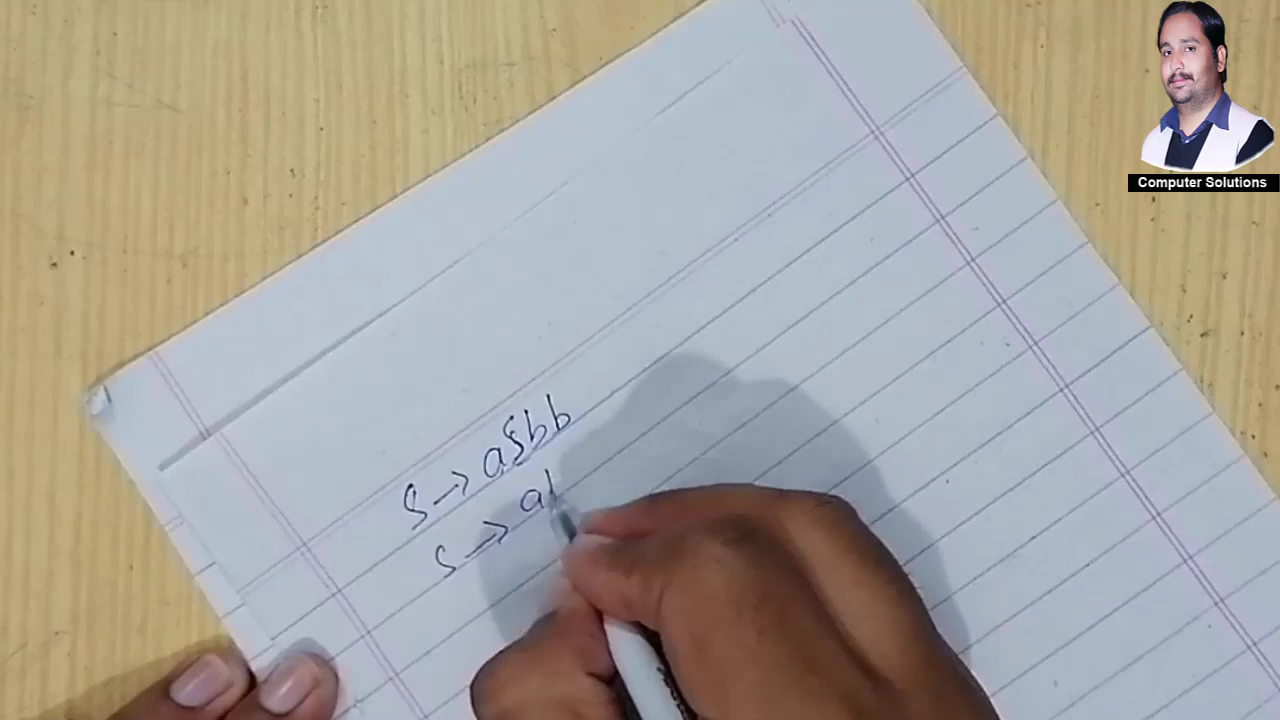 S → aSbb
S → a
Computer Solutions